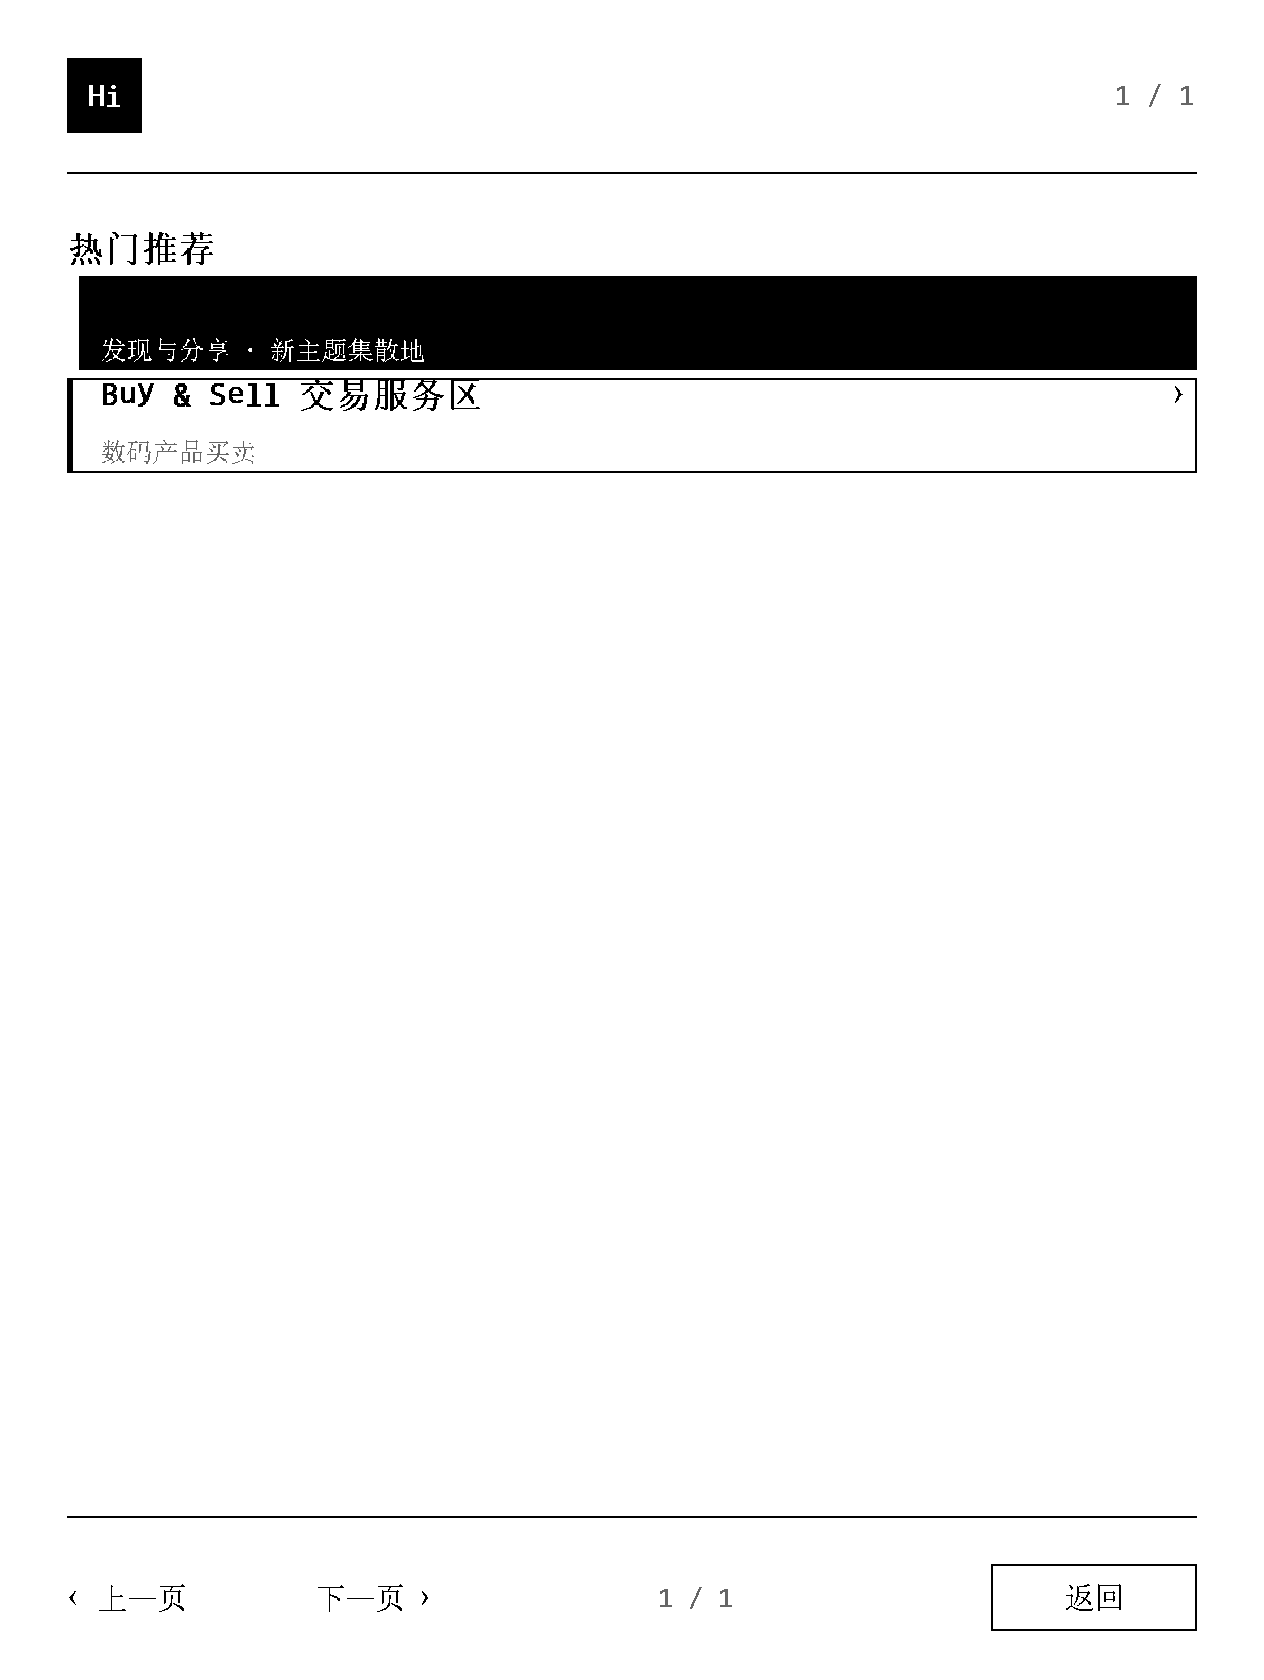 Hi
1 / 1
热门推荐
发现与分享 · 新主题集散地
Buy & Sell 交易服务区 ›
数码产品买卖
‹ 上一页 下一页 › 1 / 1 返回